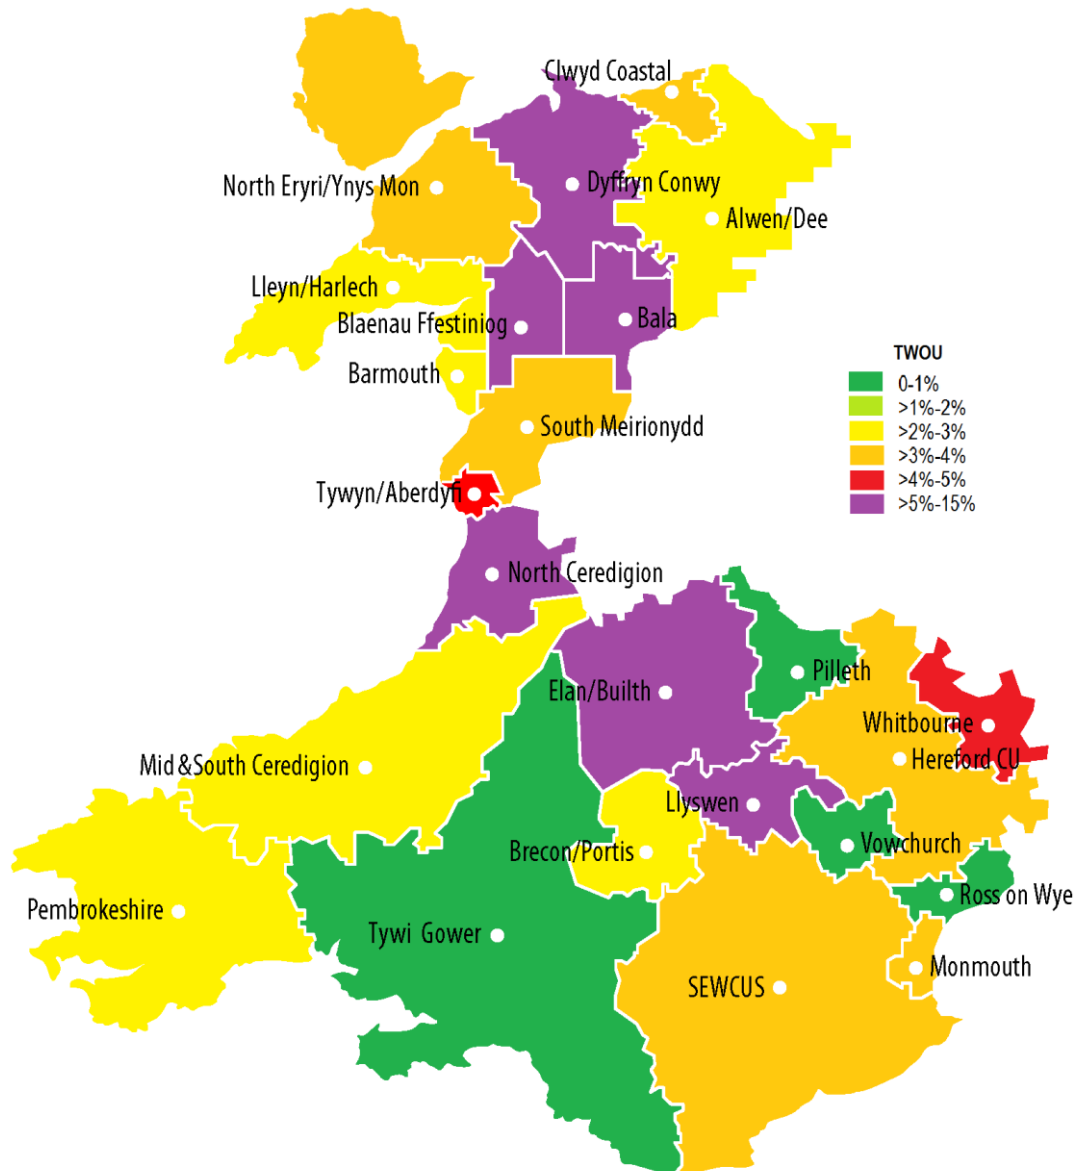 Clwyd Coastal
North Eryri/Ynys Mon
Dyffryn Conwy
Alwen/Dee
Lleyn/Harlech
Blaenau Ffestiniog
Bala
Barmouth
South Meirionydd
Tywyn/Aberdyfi
North Ceredigion
TWOU
0-1%
>1%-2%
>2%-3%
>3%-4%
>4%-5%
>5%-15%
Pilleth
Elan/Builth
Whitbourne
Hereford CU
Mid &South Ceredigion
Llyswen
Brecon/Portis
Vowchurch
Ross on Wye
Pembrokeshire
Tywi Gower
Monmouth
SEWCUS